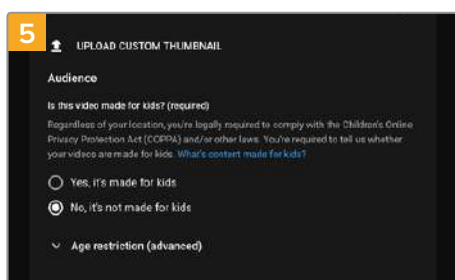 5
UPLOAD CUSTOM THUMBNAIL
Audience
Is this video made for kids? (required)
Regardless of your location, you're legally required to comply with the Children's Online
Privacy Protection Act (COPPA) and/or other laws. You're required to tell us whether
your videos are made for kids. What's content made for kids?
Yes, it's made for kids
No, it's not made for kids
Age restriction (advanced)